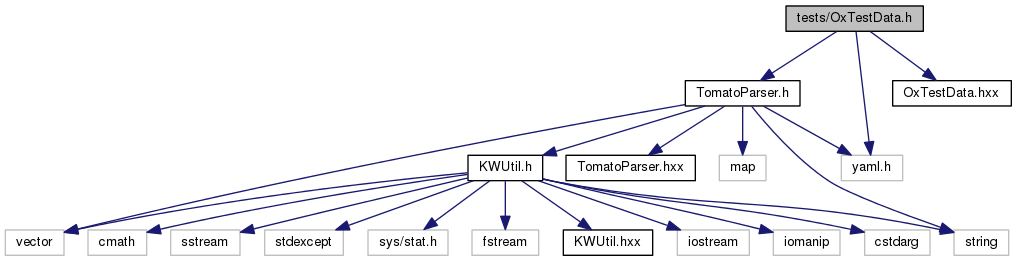 tests/OxTestData.h
TomatoParser.h
OxTestData.hxx
KWUtil.h
TomatoParser.hxx
map
yaml.h
vector
cmath
sstream
stdexcept
sys/stat.h
fstream
KWUtil.hxx
iostream
iomanip
cstdarg
string